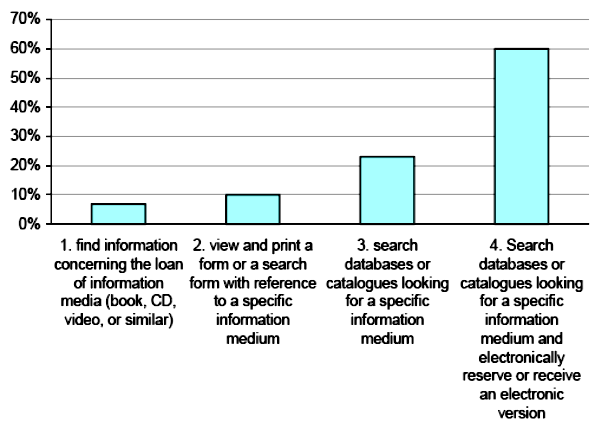 70%
60%
50%
40%
30%
20%
10%
0%
1. find information
concerning the loan
of information
media (book, CD,
video, or similar)
2. view and print a
form or a search
form with reference
to a specific
information
medium
3. search
databases or
catalogues looking
for a specific
information
medium
4. Search
databases or
catalogues looking
for a specific
information
medium and
electronically
reserve or receive
an electronic
version